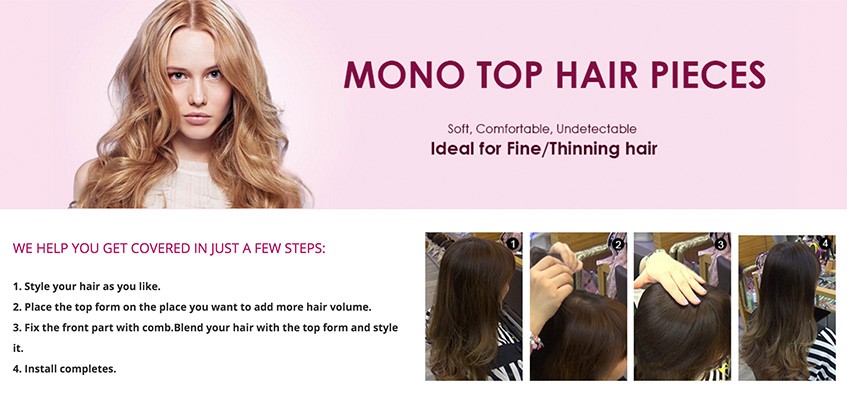 MONO TOP HAIR PIECES
Soft, Comfortable, Undetectable
Ideal for Fine/Thinning hair
WE HELP YOU GET COVERED IN JUST A FEW STEPS:
1. Style your hair as you like.
2. Place the top form on the place you want to add more hair volume.
3. Fix the front part with comb.Blend your hair with the top form and style
it.
4. Install completes.
1
2
3
4